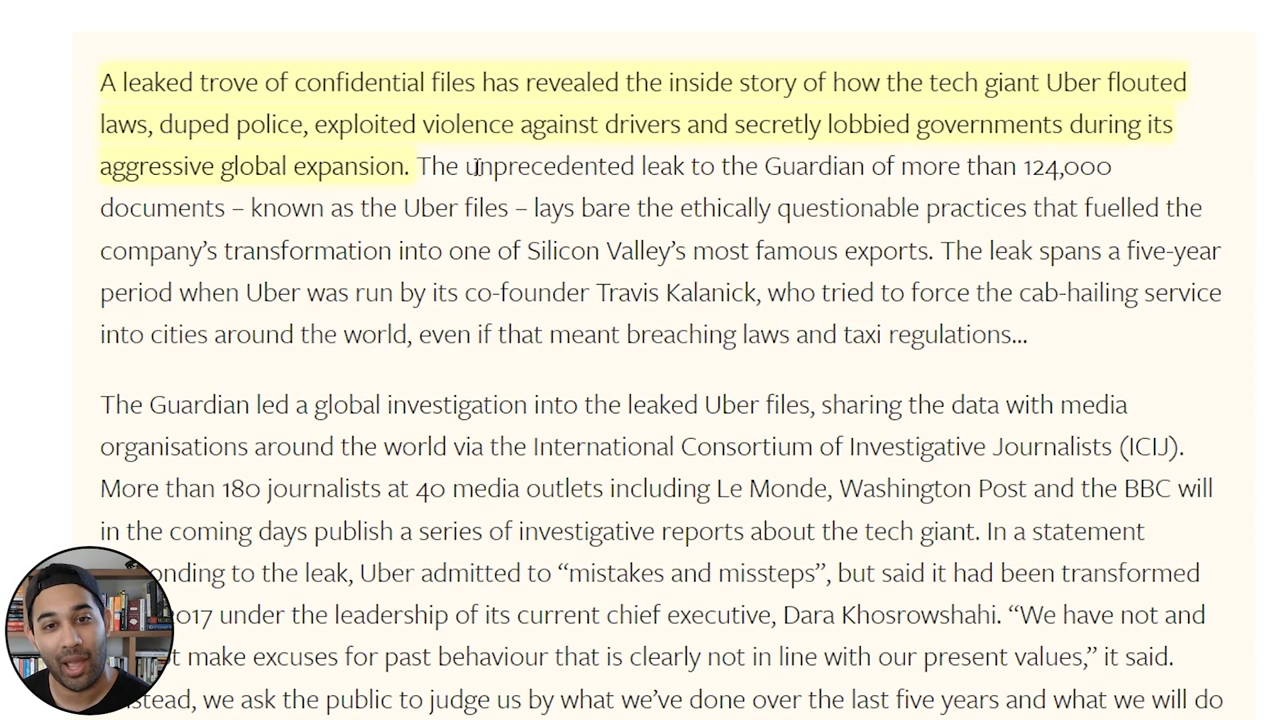 A leaked trove of confidential files has revealed the inside story of how the tech giant Uber flouted
laws, duped police, exploited violence against drivers and secretly lobbied governments during its
aggressive global expansion. The unprecedented leak to the Guardian of more than 124,000
documents – known as the Uber files – lays bare the ethically questionable practices that fuelled the
company’s transformation into one of Silicon Valley’s most famous exports. The leak spans a five-year
period when Uber was run by its co-founder Travis Kalanick, who tried to force the cab-hailing service
into cities around the world, even if that meant breaching laws and taxi regulations...
The Guardian led a global investigation into the leaked Uber files, sharing the data with media
organisations around the world via the International Consortium of Investigative Journalists (ICIJ).
More than 180 journalists at 40 media outlets including Le Monde, Washington Post and the BBC will
in the coming days publish a series of investigative reports about the tech giant. In a statement
onding to the leak, Uber admitted to “mistakes and missteps”, but said it had been transformed
017 under the leadership of its current chief executive, Dara Khosrowshahi. “We have not and
t make excuses for past behaviour that is clearly not in line with our present values,” it said.
stead, we ask the public to judge us by what we’ve done over the last five years and what we will do